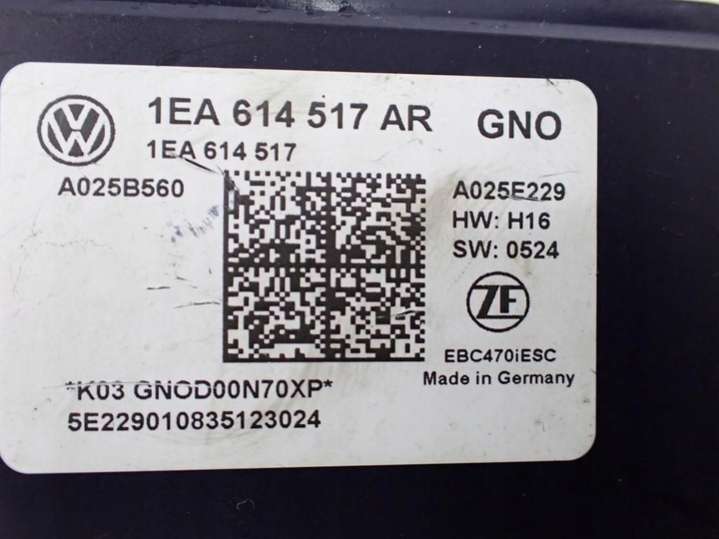 1EA 614 517 AR GNO
1EA 614 517
A025B560
A025E229
HW: H16
SW: 0524
ZF
EBC470iESC
Made in Germany
*K03 GNOD00N70XP*
5E229010835123024